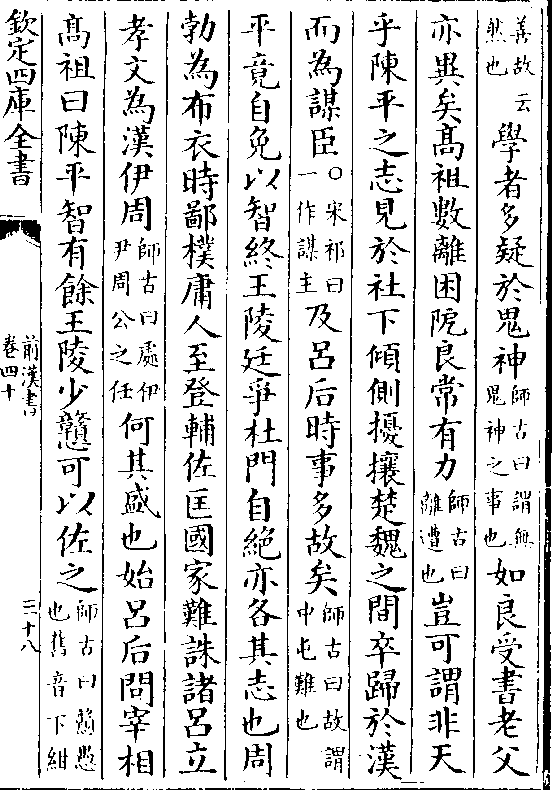 善故云然也學者多疑於鬼神師古曰謂無鬼神之事也如良受書老父
亦異矣髙祖數離困阨良常有力師古曰離遭也豈可謂非天
乎陳平之志見於社下傾側擾攘楚魏之間卒歸於漢
而為謀臣○宋祁曰一作謀主及呂后時事多故矣師古曰故謂中屯難也
平竟自免以智終王陵廷爭杜門自絶亦各其志也周
勃為布衣時鄙樸庸人至登輔佐匡國家難誅諸呂立
孝文為漢伊周師古曰處伊尹周公之任何其盛也始呂后問宰相
髙祖曰陳平智有餘王陵少戇可以佐之師古曰戇愚也舊音下紺
欽定四庫全書
前漢書
卷四十
三十八